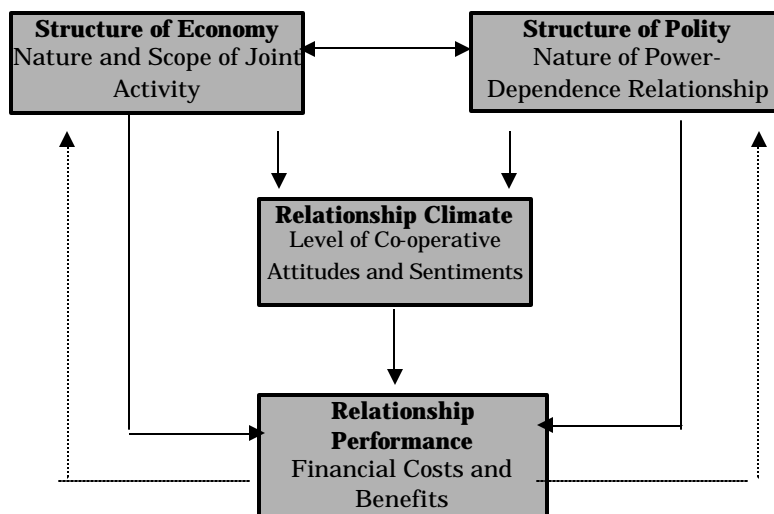 Structure of Economy
Nature and Scope of Joint
Activity
Structure of Polity
Nature of Power-
Dependence Relationship
Relationship Climate
Level of Co-operative
Attitudes and Sentiments
Relationship
Performance
Financial Costs and
Benefits